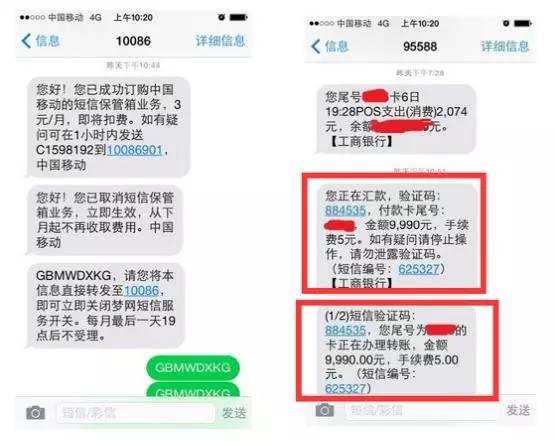 中国移动 4G 上午10:20
信息 10086 详细信息
昨天下午10:44
您好！您已成功订购中国
移动的短信保管箱业务，3
元/月，即将扣费。如有疑
问可在1小时内发送
C1598192到10086901，
中国移动
您好！您已取消短信保管
箱业务，立即生效，从下
月起不再收取费用。中国
移动
GBMWDXKG，请您将本
信息直接转发至10086，
即可立即关闭梦网短信服
务开关。每月最后一天19
点后不受理。
GBMWDXKG
GBMWDXKG
短信/彩信 发送
中国移动 4G 上午10:20
信息 95588 详细信息
昨天下午7:28
您尾号 卡6日
19:28POS支出(消费)2,074
元，余额 元。
【工商银行】
昨天下午10:51
您正在汇款，验证码：
884535，付款卡尾号：
，金额9,990元，手续
费5元。如有疑问请停止操
作，请勿泄露验证码。
（短信编号：625327）
【工商银行】
(1/2)短信验证码：
884535，您尾号为 的
卡正在办理转账，金额
9,990.00元，手续费5.00
元。（短信编号：
625327）
短信/彩信 发送